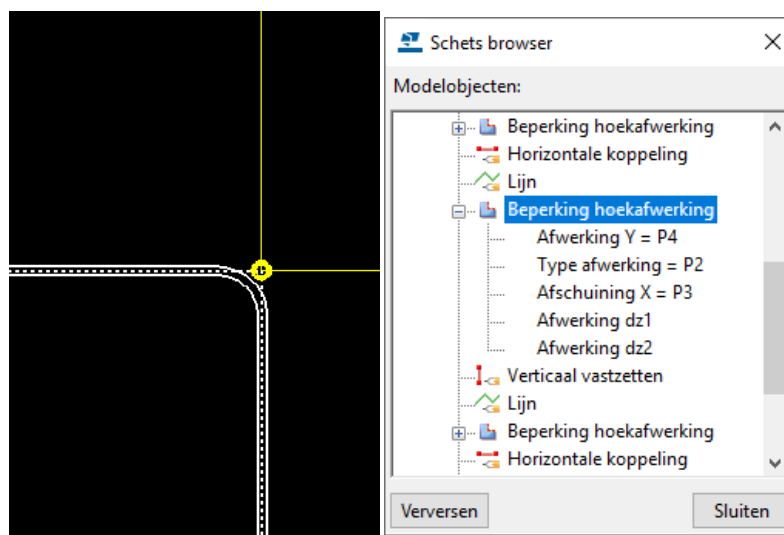 Schets browser
Modelobjecten:
Beperking hoekafwerking
Horizontale koppeling
Lijn
Beperking hoekafwerking
Afwerking Y = P4
Type afwerking = P2
Afschuining X = P3
Afwerking dz1
Afwerking dz2
Verticaal vastzetten
Lijn
Beperking hoekafwerking
Horizontale koppeling
Verversen
Sluiten